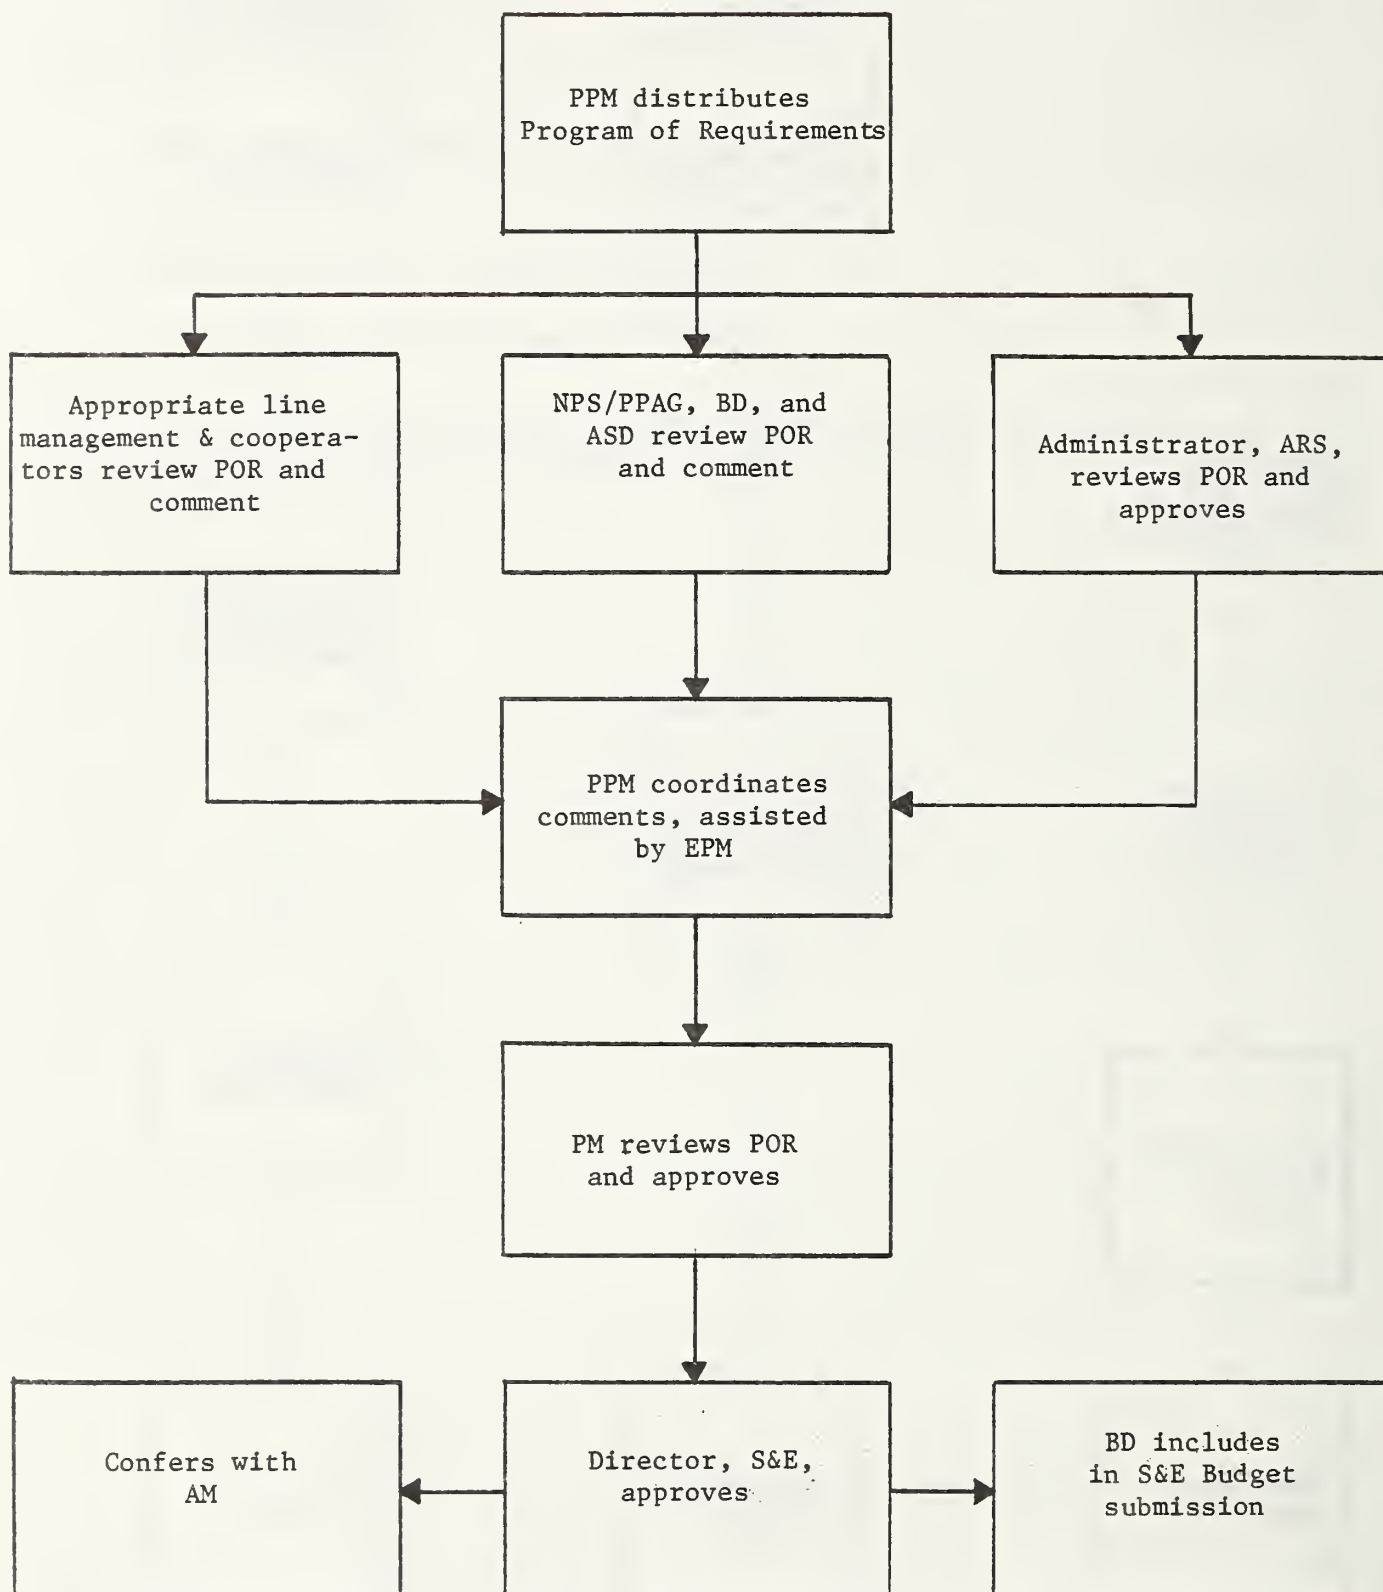 PPM distributes
Program of Requirements
Appropriate line
management & coopera-
tors review POR and
comment
NPS/PPAG, BD, and
ASD review POR
and comment
Administrator, ARS,
reviews POR and
approves
PPM coordinates
comments, assisted
by EPM
PM reviews POR
and approves
Confers with
AM
Director, S&E,
approves
BD includes
in S&E Budget
submission